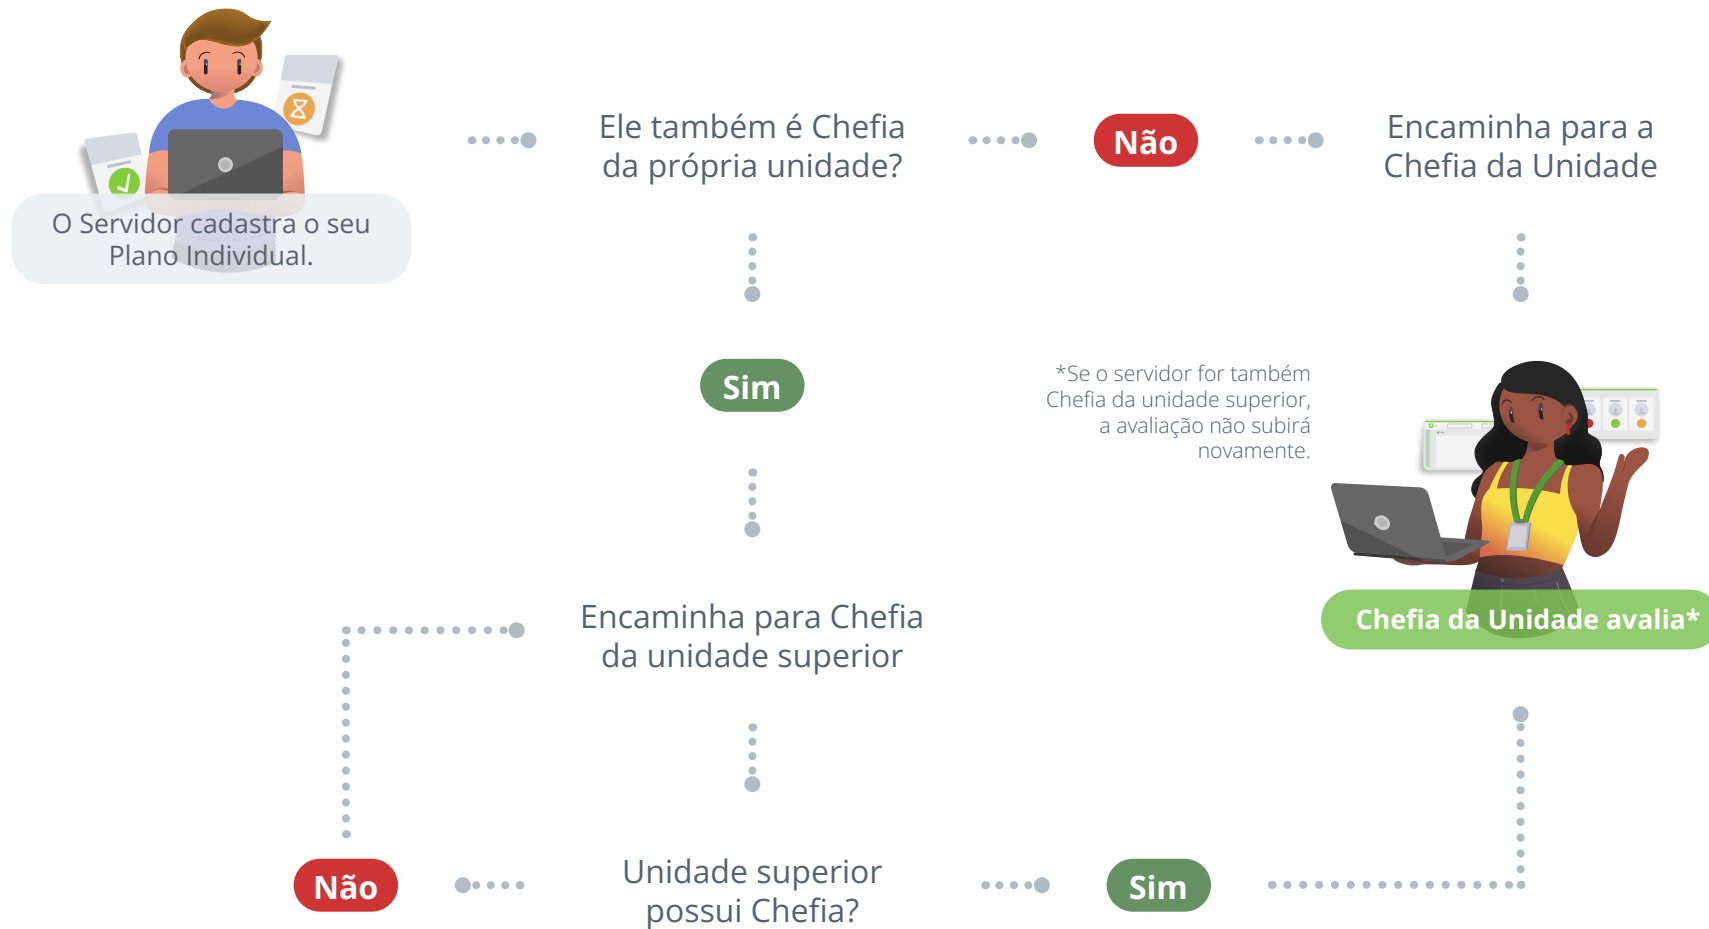 O Servidor cadastra o seu
Plano Individual.
Ele também é Chefia
da própria unidade?
Não
Encaminha para a
Chefia da Unidade
Sim
*Se o servidor for também
Chefia da unidade superior,
a avaliação não subirá
novamente.
Chefia da Unidade avalia*
Encaminha para Chefia
da unidade superior
Não
Unidade superior
possui Chefia?
Sim